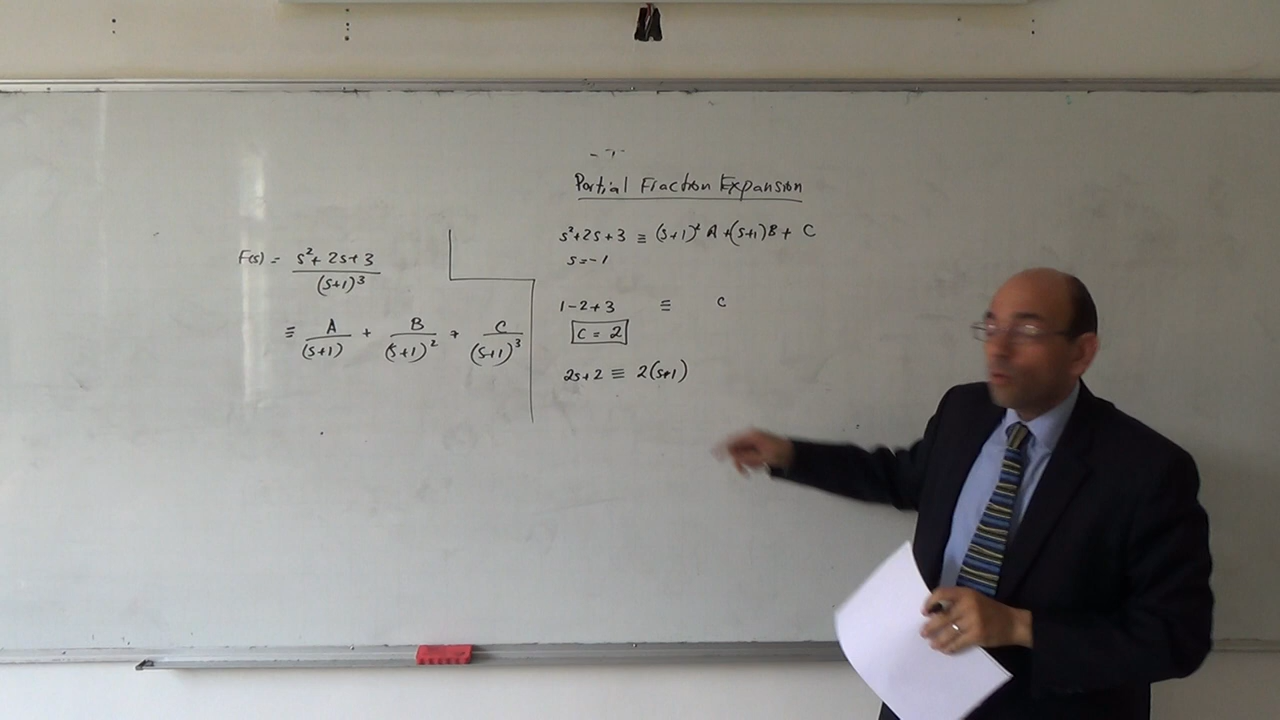 Partial Fraction Expansion
F(s) = s²+2s+3 / (s+1)³
≡ A/(s+1) + B/(s+1)² + C/(s+1)³
s²+2s+3 ≡ (s+1)² A +(s+1)B + C
s=-1
1-2+3 ≡ C
C = 2
2s+2 ≡ 2(s+1)